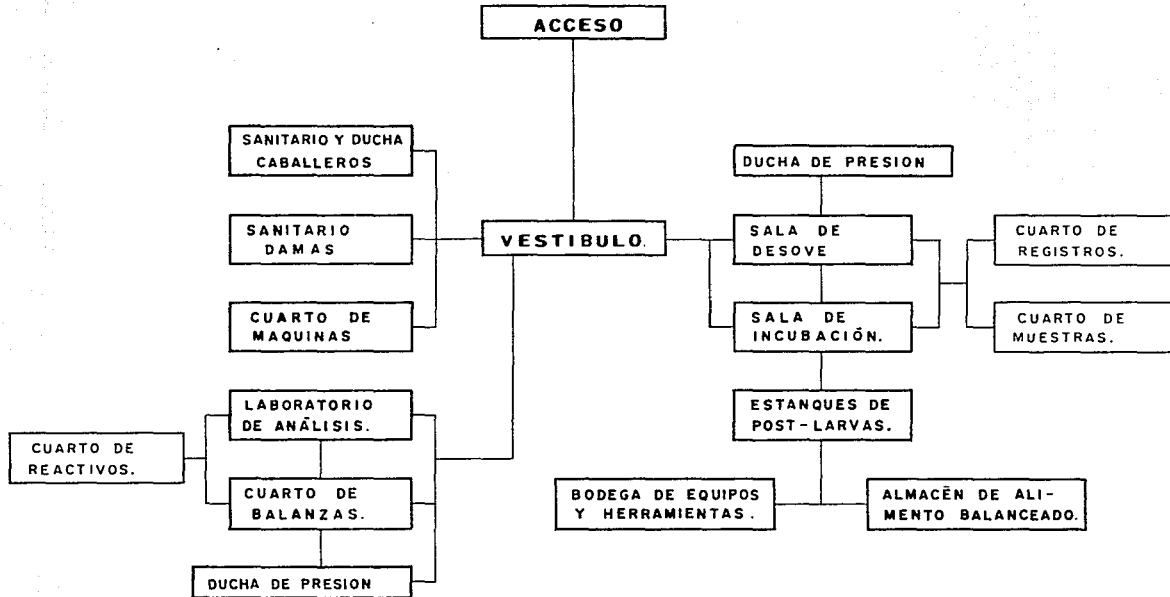 ACCESO
SANITARIO Y DUCHA
CABALLEROS
DUCHA DE PRESION
SANITARIO
DAMAS
VESTIBULO.
SALA DE
DESOVE
CUARTO DE
REGISTROS.
CUARTO DE
MAQUINAS
SALA DE
INCUBACIÓN.
CUARTO DE
MUESTRAS.
LABORATORIO
DE ANÁLISIS.
ESTANQUES DE
POST-LARVAS.
CUARTO DE
REACTIVOS.
CUARTO DE
BALANZAS.
BODEGA DE EQUIPOS
Y HERRAMIENTAS.
ALMACÉN DE ALI-
MENTO BALANCEADO.
DUCHA DE PRESION